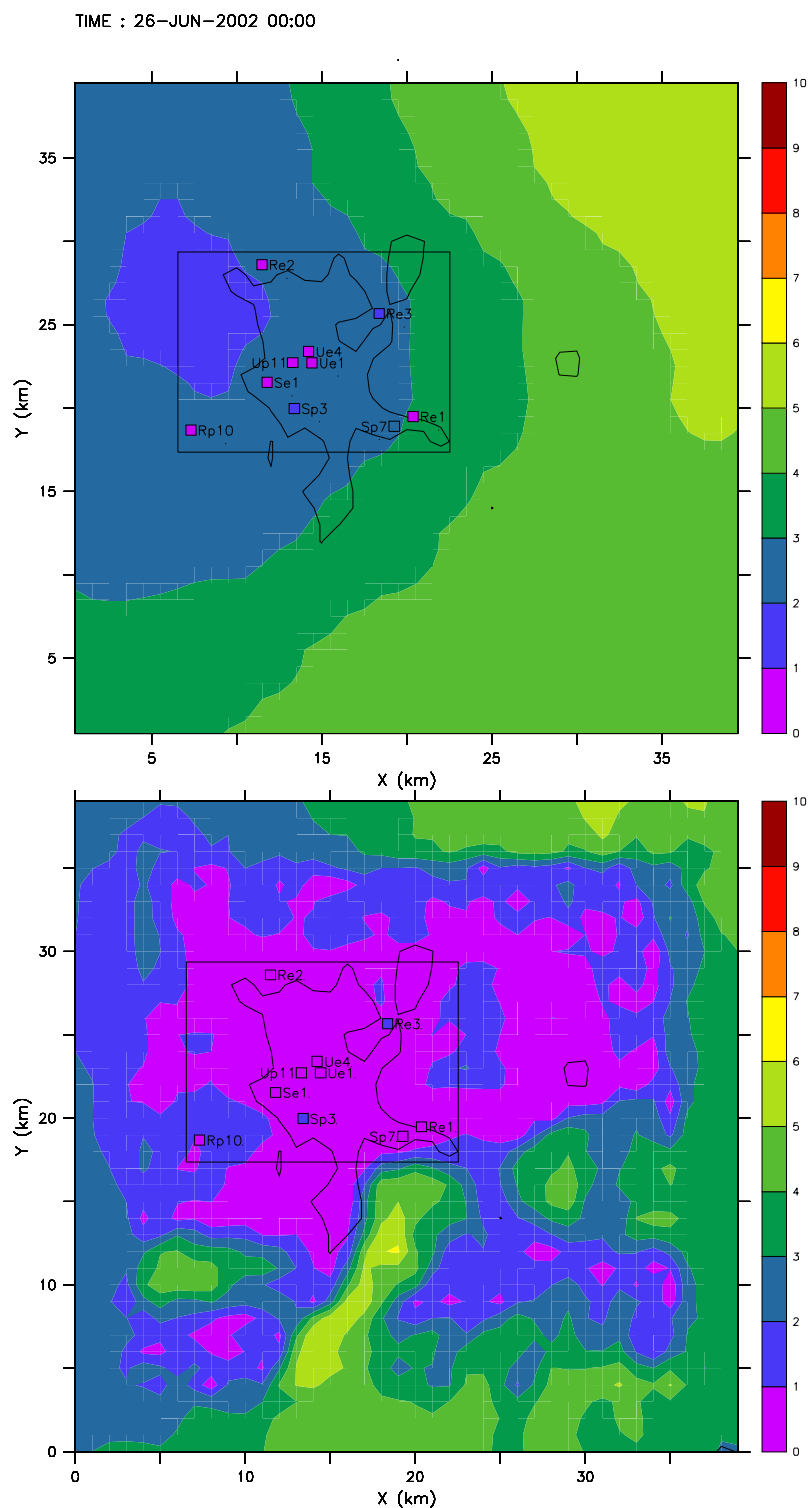 TIME : 26-JUN-2002 00:00
10
9
8
7
6
5
4
3
2
1
0
35
25
15
5
Y (km)
Re2
Re3
Ue4
Up11 Ue1
Se1
Sp3
Re1
Sp7
Rp10
5 15 25 35
X (km)
10
9
8
7
6
5
4
3
2
1
0
30
20
10
0
Y (km)
Re2
Re3
Ue4
Up11 Ue1
Se1
Sp3
Re1
Sp7
Rp10
0 10 20 30
X (km)